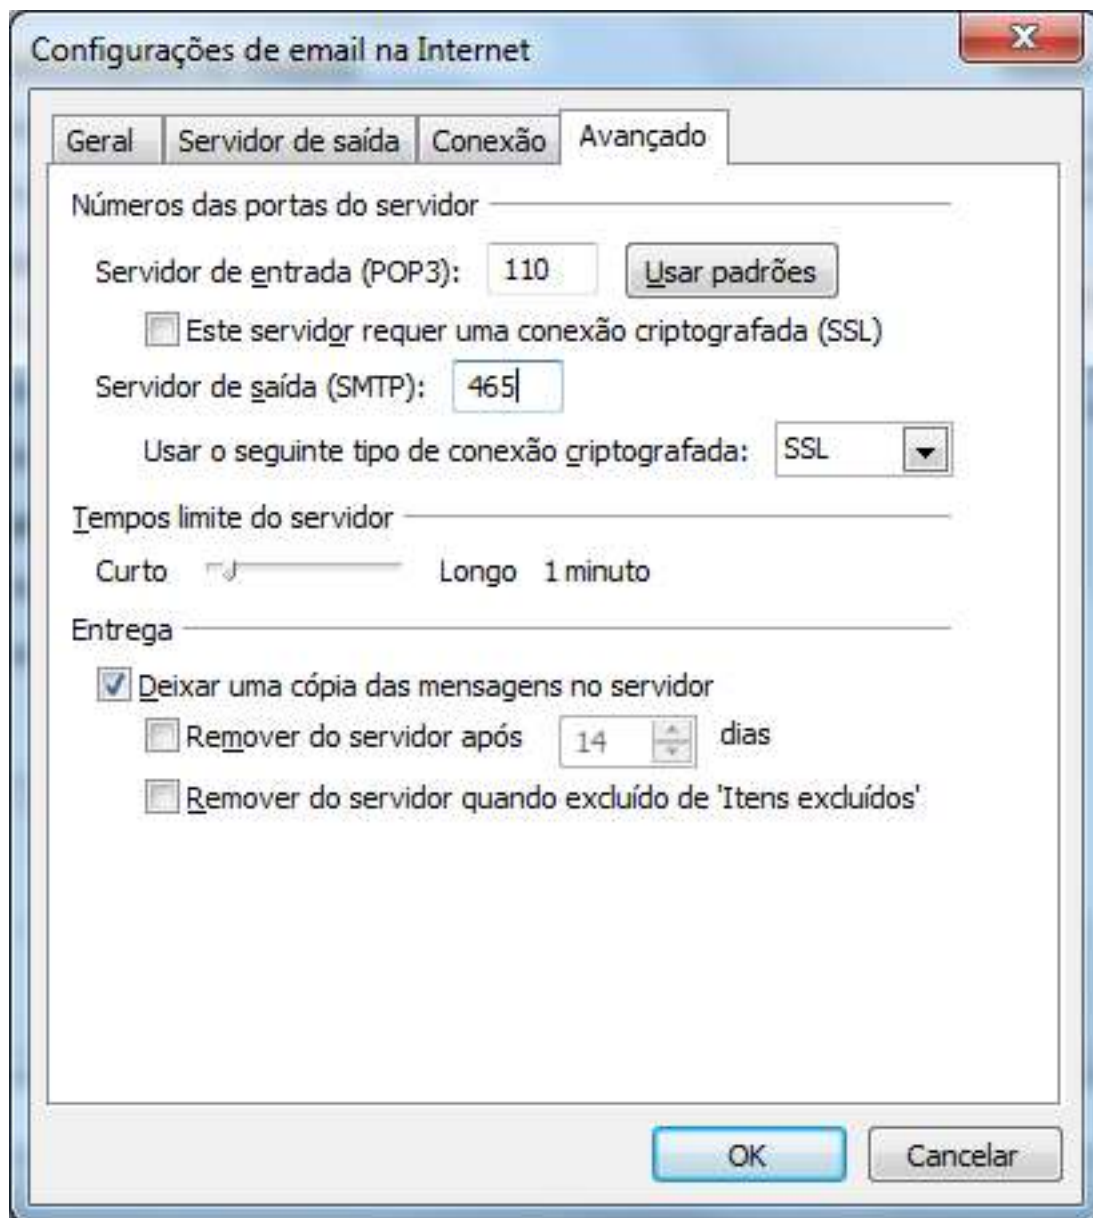 Configurações de email na Internet
Geral Servidor de saída Conexão Avançado
Números das portas do servidor
Servidor de entrada (POP3): 110 Usar padrões
Este servidor requer uma conexão criptografada (SSL)
Servidor de saída (SMTP): 465
Usar o seguinte tipo de conexão criptografada: SSL
Tempos limite do servidor
Curto Longo 1 minuto
Entrega
Deixar uma cópia das mensagens no servidor
Remover do servidor após 14 dias
Remover do servidor quando excluído de 'Itens excluídos'
OK Cancelar